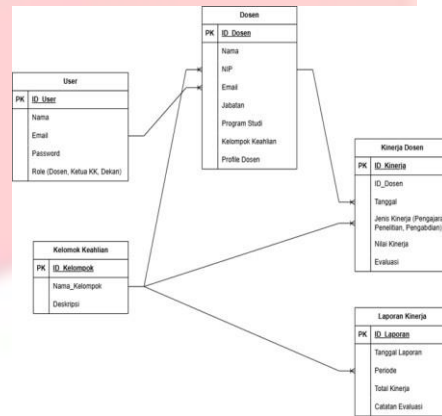 Dosen
PK ID_Dosen
Nama
NIP
Email
Jabatan
Program Studi
Kelompok Keahlian
Profile Dosen
User
PK ID_User
Nama
Email
Password
Role (Dosen, Ketua KK, Dekan)
Kinerja Dosen
PK ID_Kinerja
ID_Dosen
Tanggal
Jenis Kinerja (Pengajara
Penelitian, Pengabdian)
Nilai Kinerja
Evaluasi
Kelomok Keahlian
PK ID_Kelompok
Nama_Kelompok
Deskripsi
Laporan Kinerja
PK ID_Laporan
Tanggal Laporan
Periode
Total Kinerja
Catatan Evaluasi